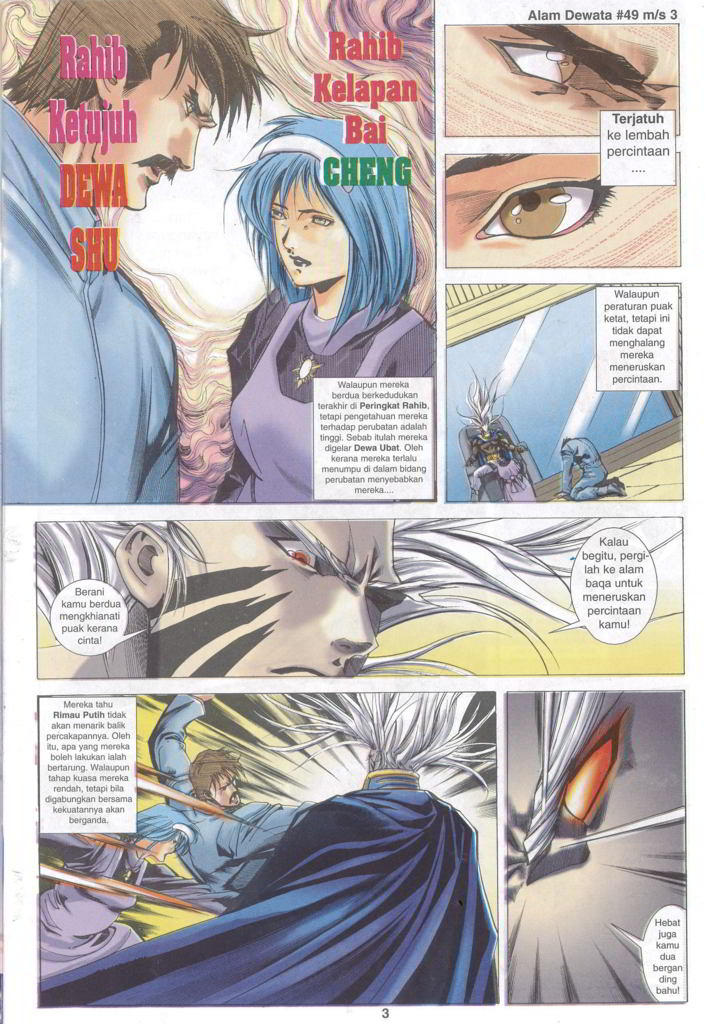 Alam Dewata #49 m/s 3
Rahib
Ketujuh
DEWA
SHU
Rahib
Kelapan
Bai
CHENG
Walaupun mereka
berdua berkedudukan
terakhir di Peringkat Rahib,
tetapi pengetahuan mereka
terhadap perubatan adalah
tinggi. Sebab itulah mereka
digelar Dewa Ubat. Oleh
kerana mereka terlalu
menumpu di dalam bidang
perubatan menyebabkan
mereka....
Terjatuh
ke lembah
percintaan
....
Walaupun
peraturan puak
ketat, tetapi ini
tidak dapat
menghalang
mereka
meneruskan
percintaan.
Berani
kamu berdua
mengkhianati
puak kerana
cinta!
Kalau
begitu, pergi-
lah ke alam
baqa untuk
meneruskan
percintaan
kamu!
Mereka tahu
Rimau Putih tidak
akan menarik balik
percakapannya. Oleh
itu, apa yang mereka
boleh lakukan ialah
bertarung. Walaupun
tahap kuasa mereka
rendah, tetapi bila
digabungkan bersama
kekuatannya akan
berganda.
Hebat
juga
kamu
dua
bergan
ding
bahu!
3